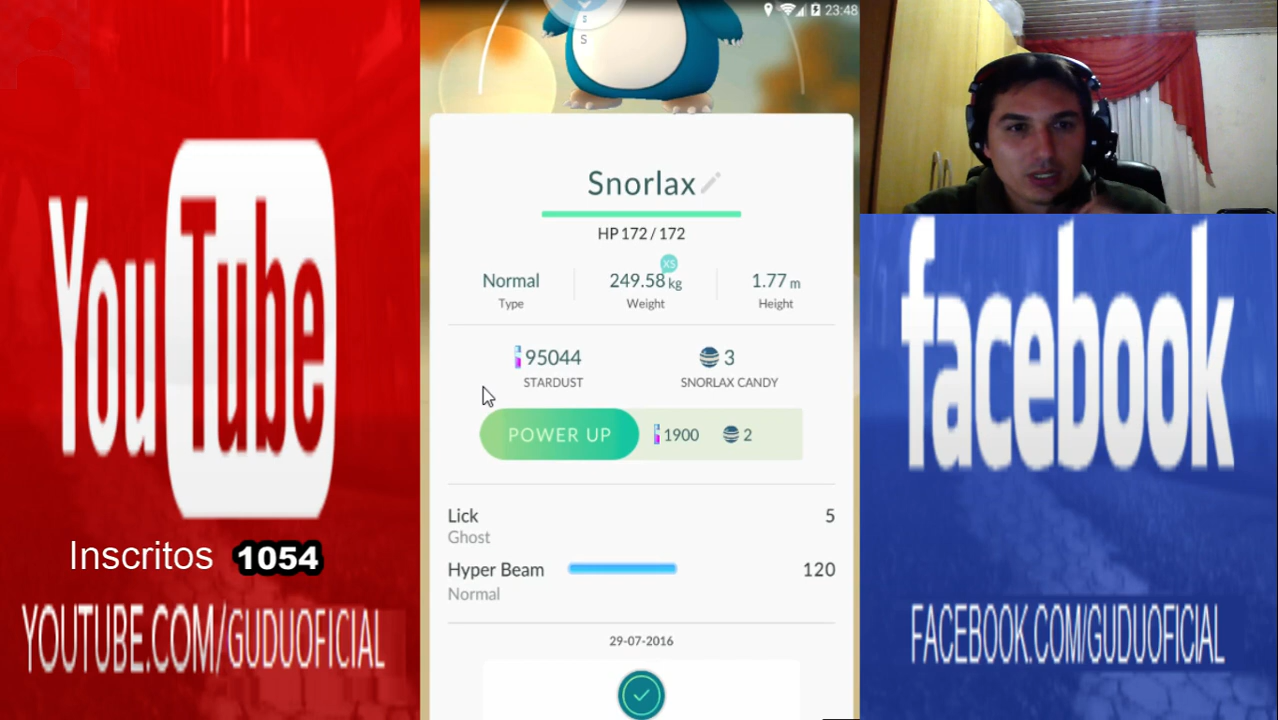 YouTube
Inscritos 1054
YOUTUBE.COM/GUDUOFICIAL
23:48
S
S
Snorlax
HP 172 / 172
XS
Normal
249.58 kg
1.77 m
Type
Weight
Height
95044
3
STARDUST
SNORLAX CANDY
POWER UP
1900
2
Lick
5
Ghost
Hyper Beam
120
Normal
29-07-2016
facebook
FACEBOOK.COM/GUDUOFICIAL